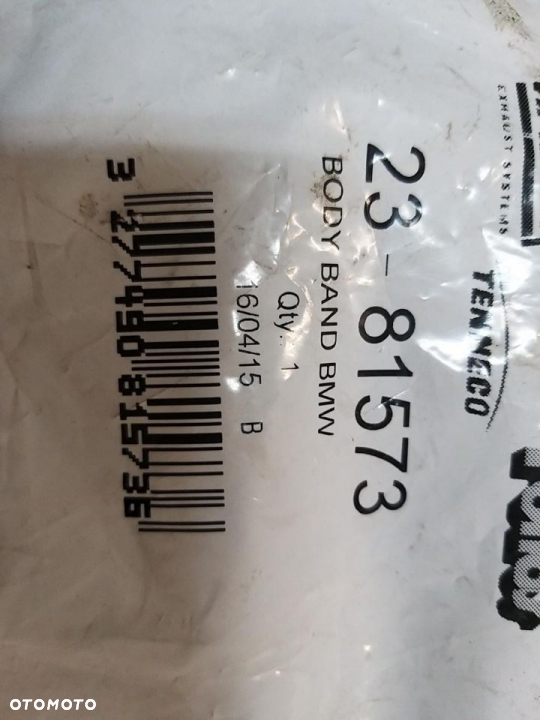 EXHAUST SYSTEMS
TENNECO
23-81573
BODY BAND BMW
Qty.: 1
16/04/15 B
3 277490 815736
OTOMOTO